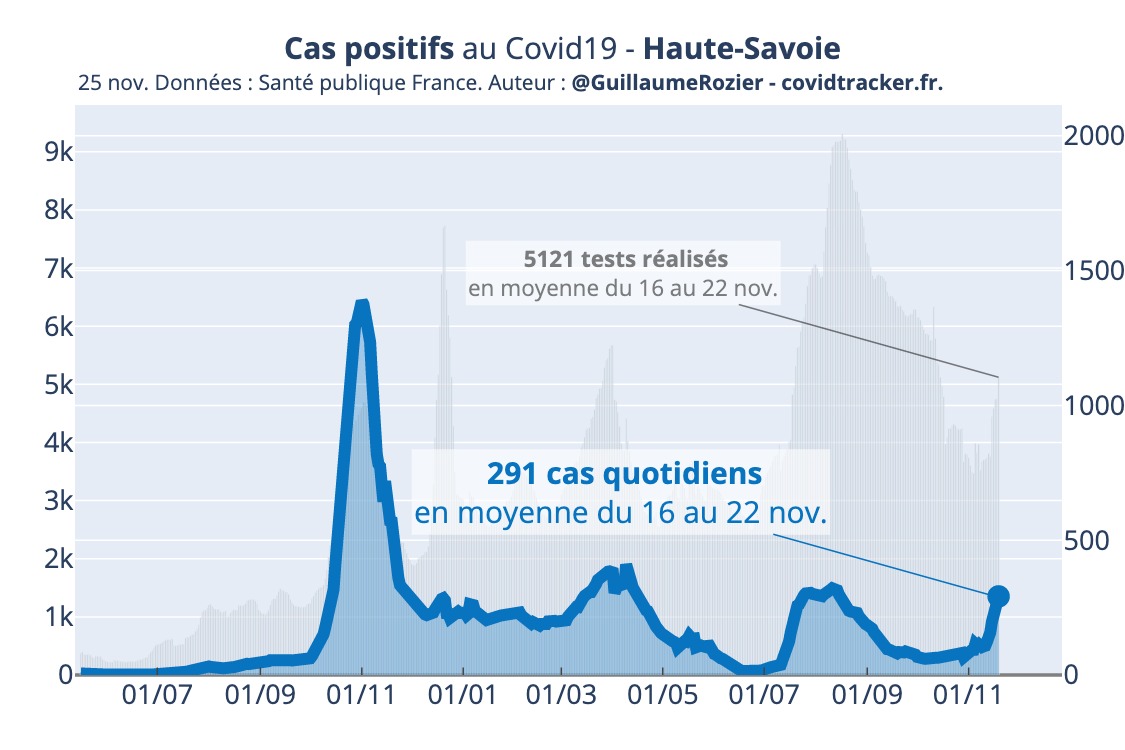 Cas positifs au Covid19 - Haute-Savoie
25 nov. Données : Santé publique France. Auteur : @GuillaumeRozier - covidtracker.fr.
9k
8k
7k
6k
5k
4k
3k
2k
1k
0
5121 tests réalisés
en moyenne du 16 au 22 nov.
291 cas quotidiens
en moyenne du 16 au 22 nov.
2000
1500
1000
500
0
01/07 01/09 01/11 01/01 01/03 01/05 01/07 01/09 01/11